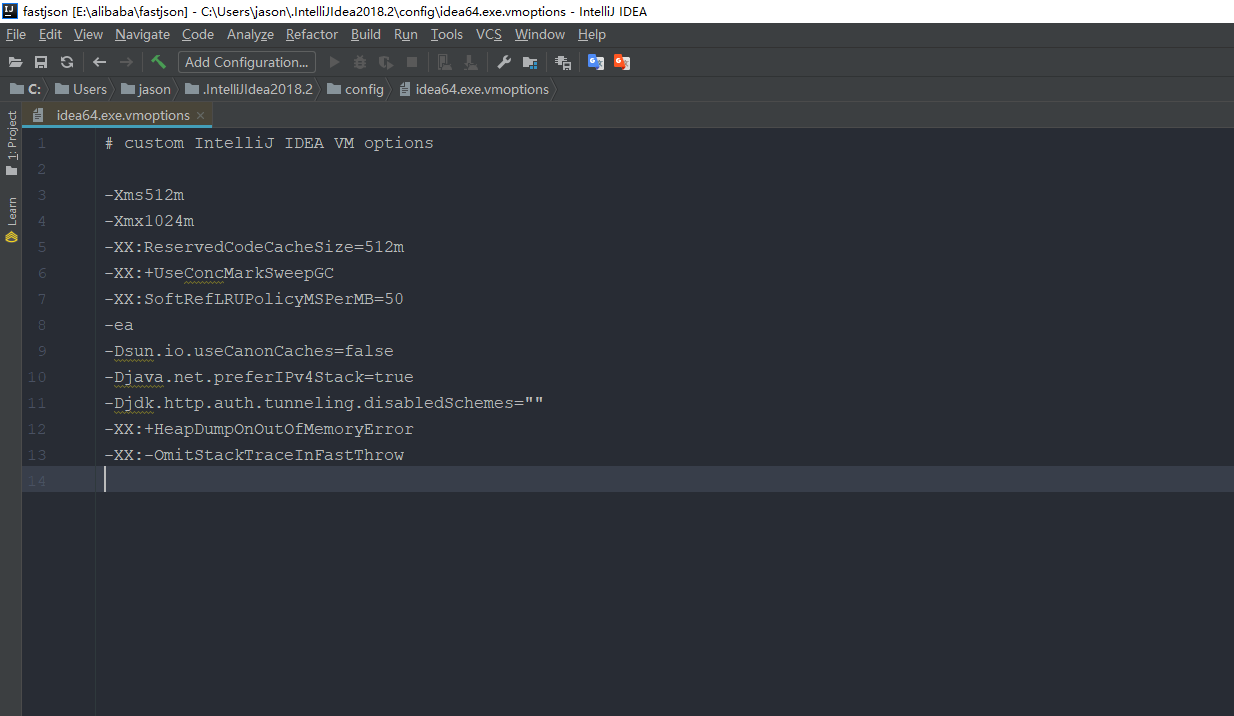 fastjson [E:\alibaba\fastjson] - C:\Users\jason\.IntelliJIdea2018.2\config\idea64.exe.vmoptions - IntelliJ IDEA
File Edit View Navigate Code Analyze Refactor Build Run Tools VCS Window Help
Add Configuration...
C: Users jason .IntelliJIdea2018.2 config idea64.exe.vmoptions
1: Project
Learn
idea64.exe.vmoptions
1 # custom IntelliJ IDEA VM options
2
3 -Xms512m
4 -Xmx1024m
5 -XX:ReservedCodeCacheSize=512m
6 -XX:+UseConcMarkSweepGC
7 -XX:SoftRefLRUPolicyMSPerMB=50
8 -ea
9 -Dsun.io.useCanonCaches=false
10 -Djava.net.preferIPv4Stack=true
11 -Djdk.http.auth.tunneling.disabledSchemes=""
12 -XX:+HeapDumpOnOutOfMemoryError
13 -XX:-OmitStackTraceInFastThrow
14